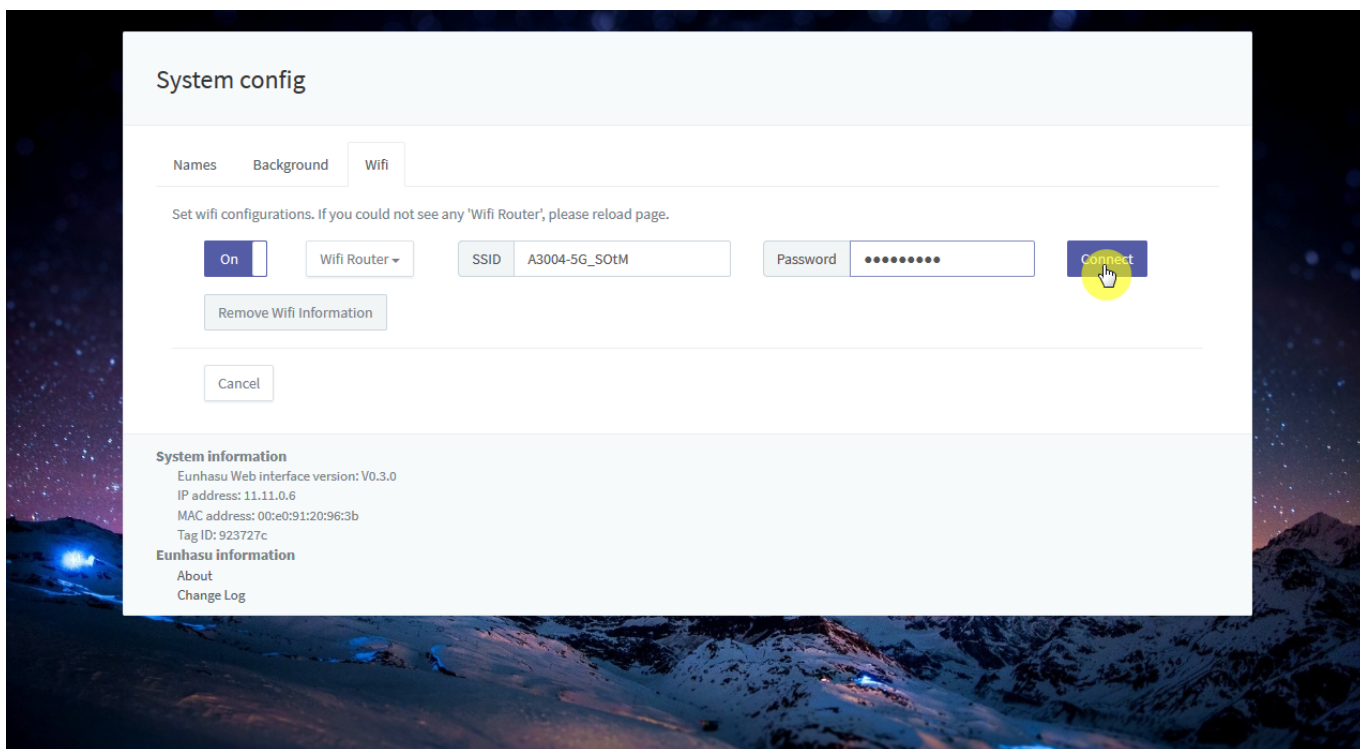 System config
Names Background Wifi
Set wifi configurations. If you could not see any 'Wifi Router', please reload page.
On Wifi Router SSID A3004-5G_SOtM Password ●●●●●●●●● Connect
Remove Wifi Information
Cancel
System information
Eunhasu Web interface version: V0.3.0
IP address: 11.11.0.6
MAC address: 00:e0:91:20:96:3b
Tag ID: 923727c
Eunhasu information
About
Change Log